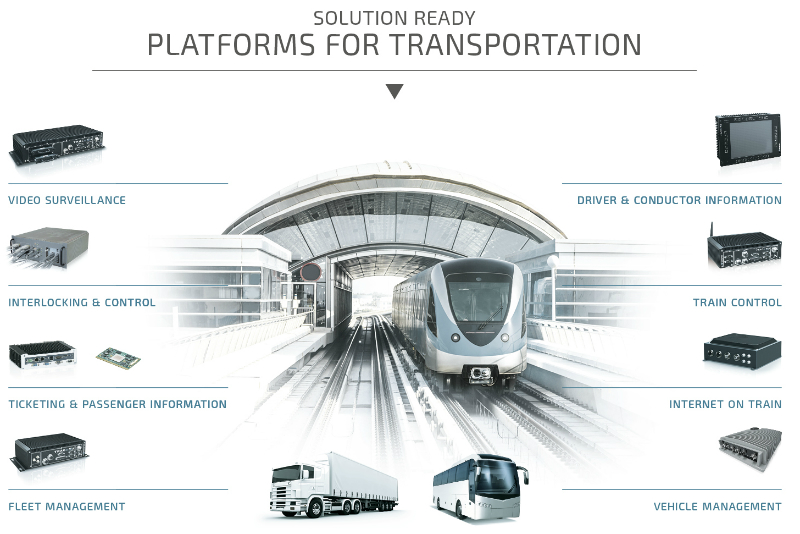 SOLUTION READY
PLATFORMS FOR TRANSPORTATION
VIDEO SURVEILLANCE
DRIVER & CONDUCTOR INFORMATION
INTERLOCKING & CONTROL
TRAIN CONTROL
TICKETING & PASSENGER INFORMATION
INTERNET ON TRAIN
FLEET MANAGEMENT
VEHICLE MANAGEMENT